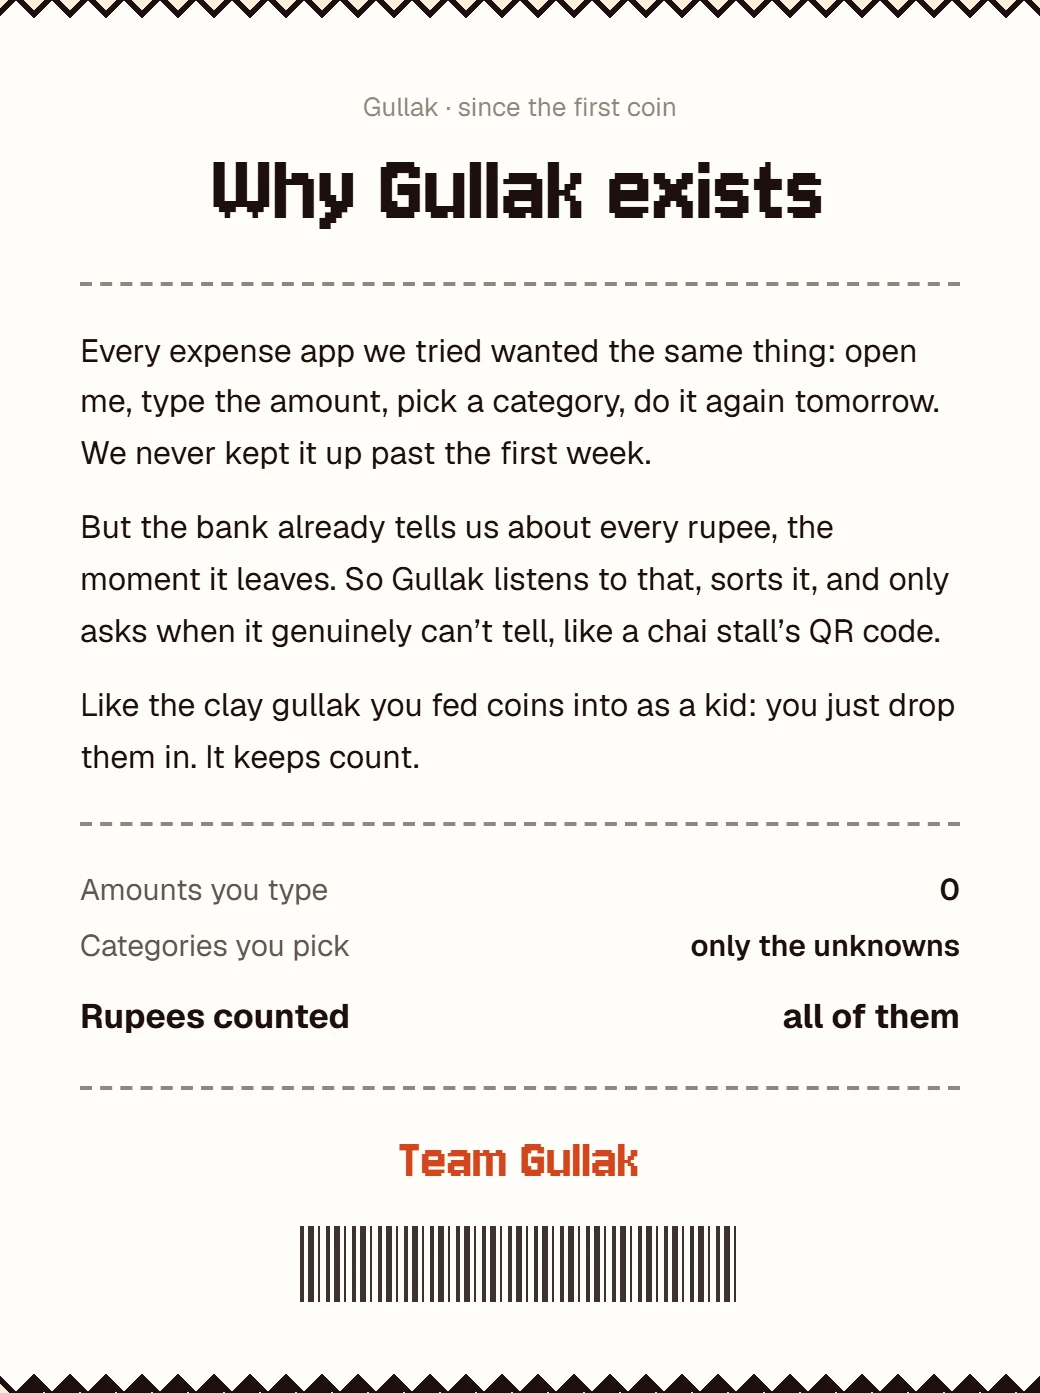 Gullak · since the first coin
Why Gullak exists
Every expense app we tried wanted the same thing: open
me, type the amount, pick a category, do it again tomorrow.
We never kept it up past the first week.
But the bank already tells us about every rupee, the
moment it leaves. So Gullak listens to that, sorts it, and only
asks when it genuinely can’t tell, like a chai stall’s QR code.
Like the clay gullak you fed coins into as a kid: you just drop
them in. It keeps count.
Amounts you type 0
Categories you pick only the unknowns
Rupees counted all of them
Team Gullak